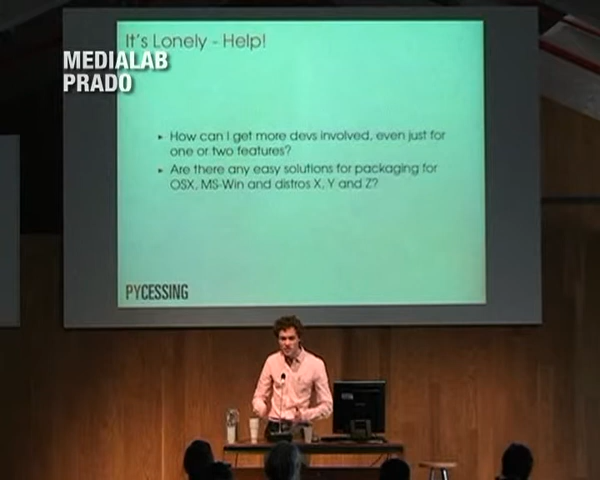 It's Lonely - Help!
MEDIALAB
PRADO
► How can I get more devs involved, even just for
one or two features?
► Are there any easy solutions for packaging for
OSX, MS-Win and distros X, Y and Z?
PYCESSING